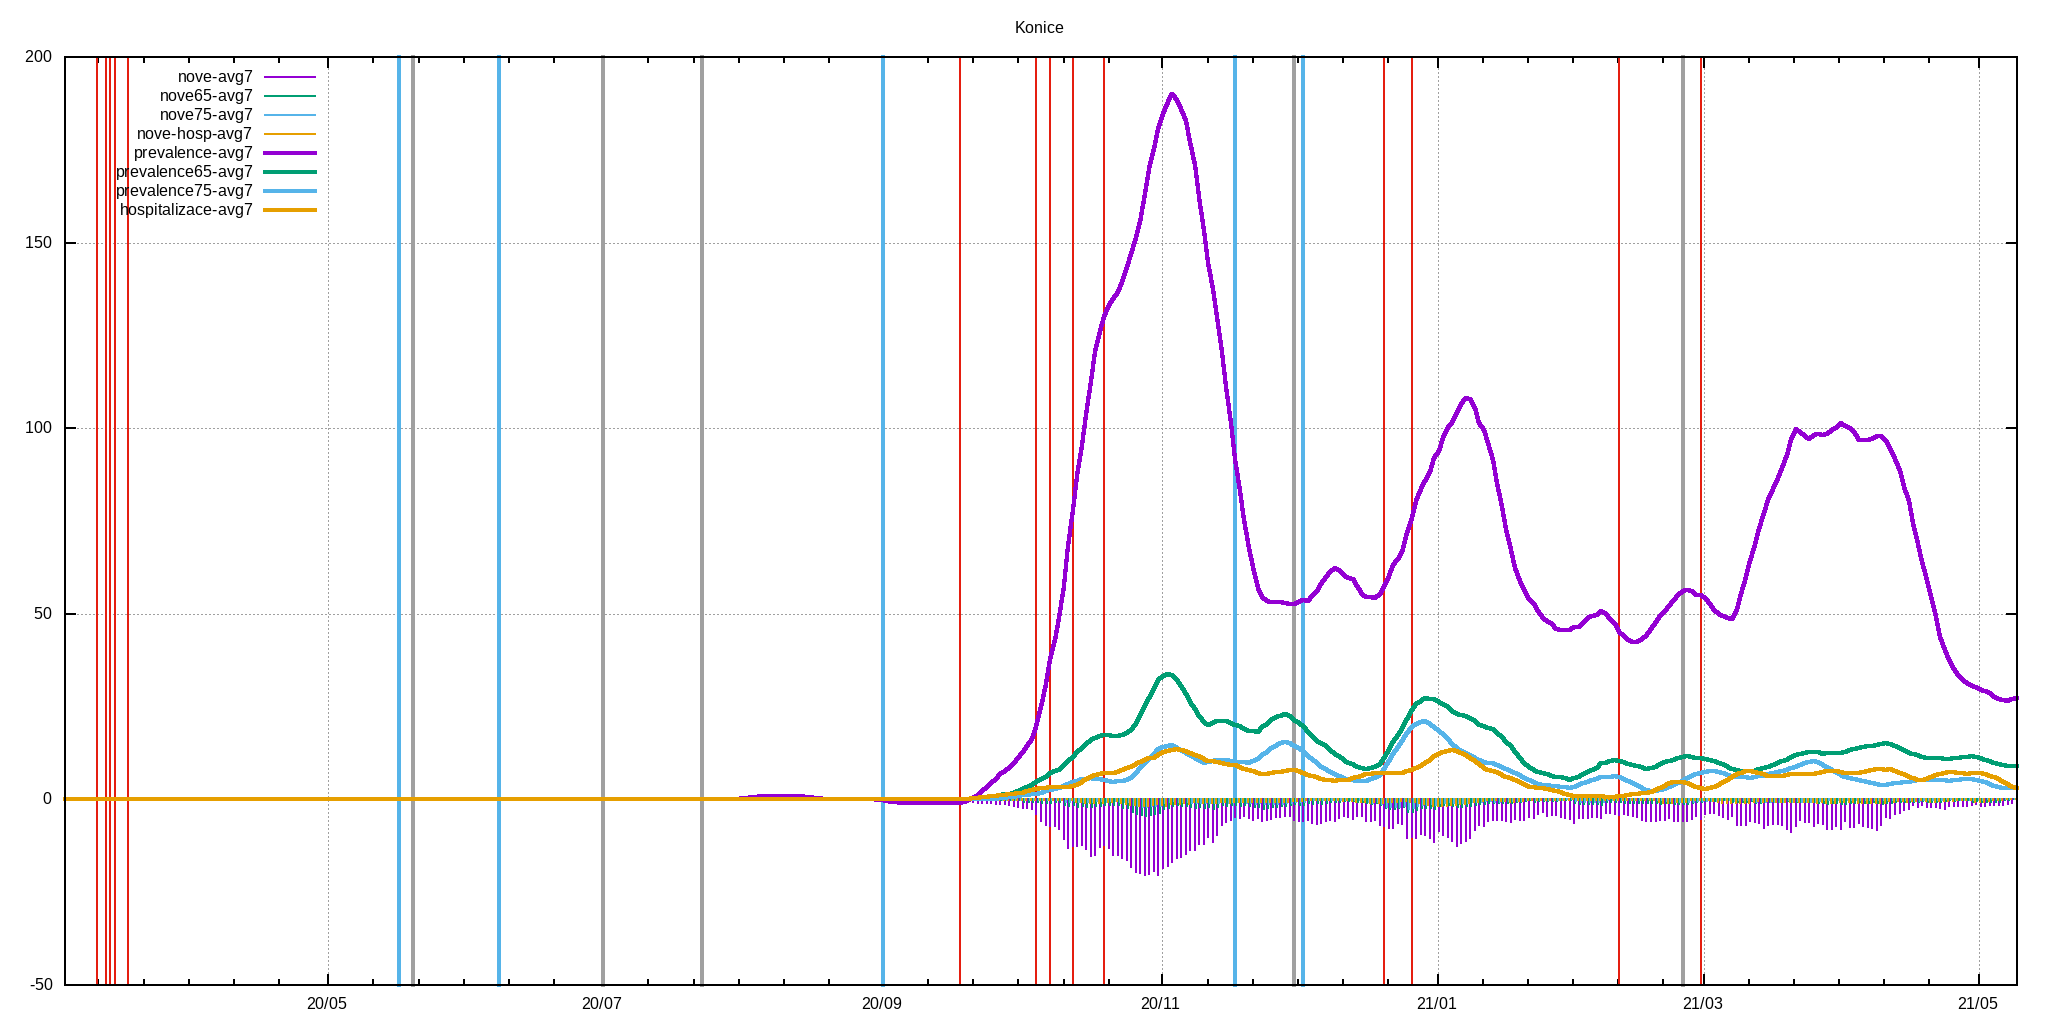 Konice
200
nove-avg7
nove65-avg7
nove75-avg7
nove-hosp-avg7
prevalence-avg7
prevalence65-avg7
prevalence75-avg7
hospitalizace-avg7
150
100
50
0
-50
20/05 20/07 20/09 20/11 21/01 21/03 21/05